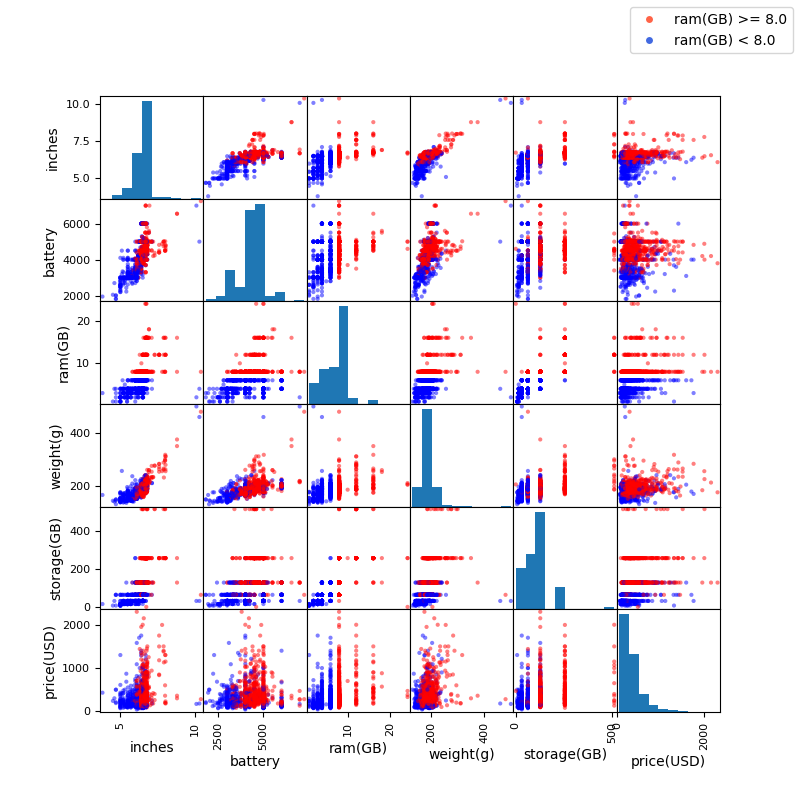 ram(GB) >= 8.0
ram(GB) < 8.0
inches
10.0
7.5
5.0
battery
6000
4000
2000
ram(GB)
20
10
weight(g)
400
200
storage(GB)
400
200
0
price(USD)
2000
1000
0
5 10 2500 5000 10 20 200 400 0 500 0 2000
inches battery ram(GB) weight(g) storage(GB) price(USD)